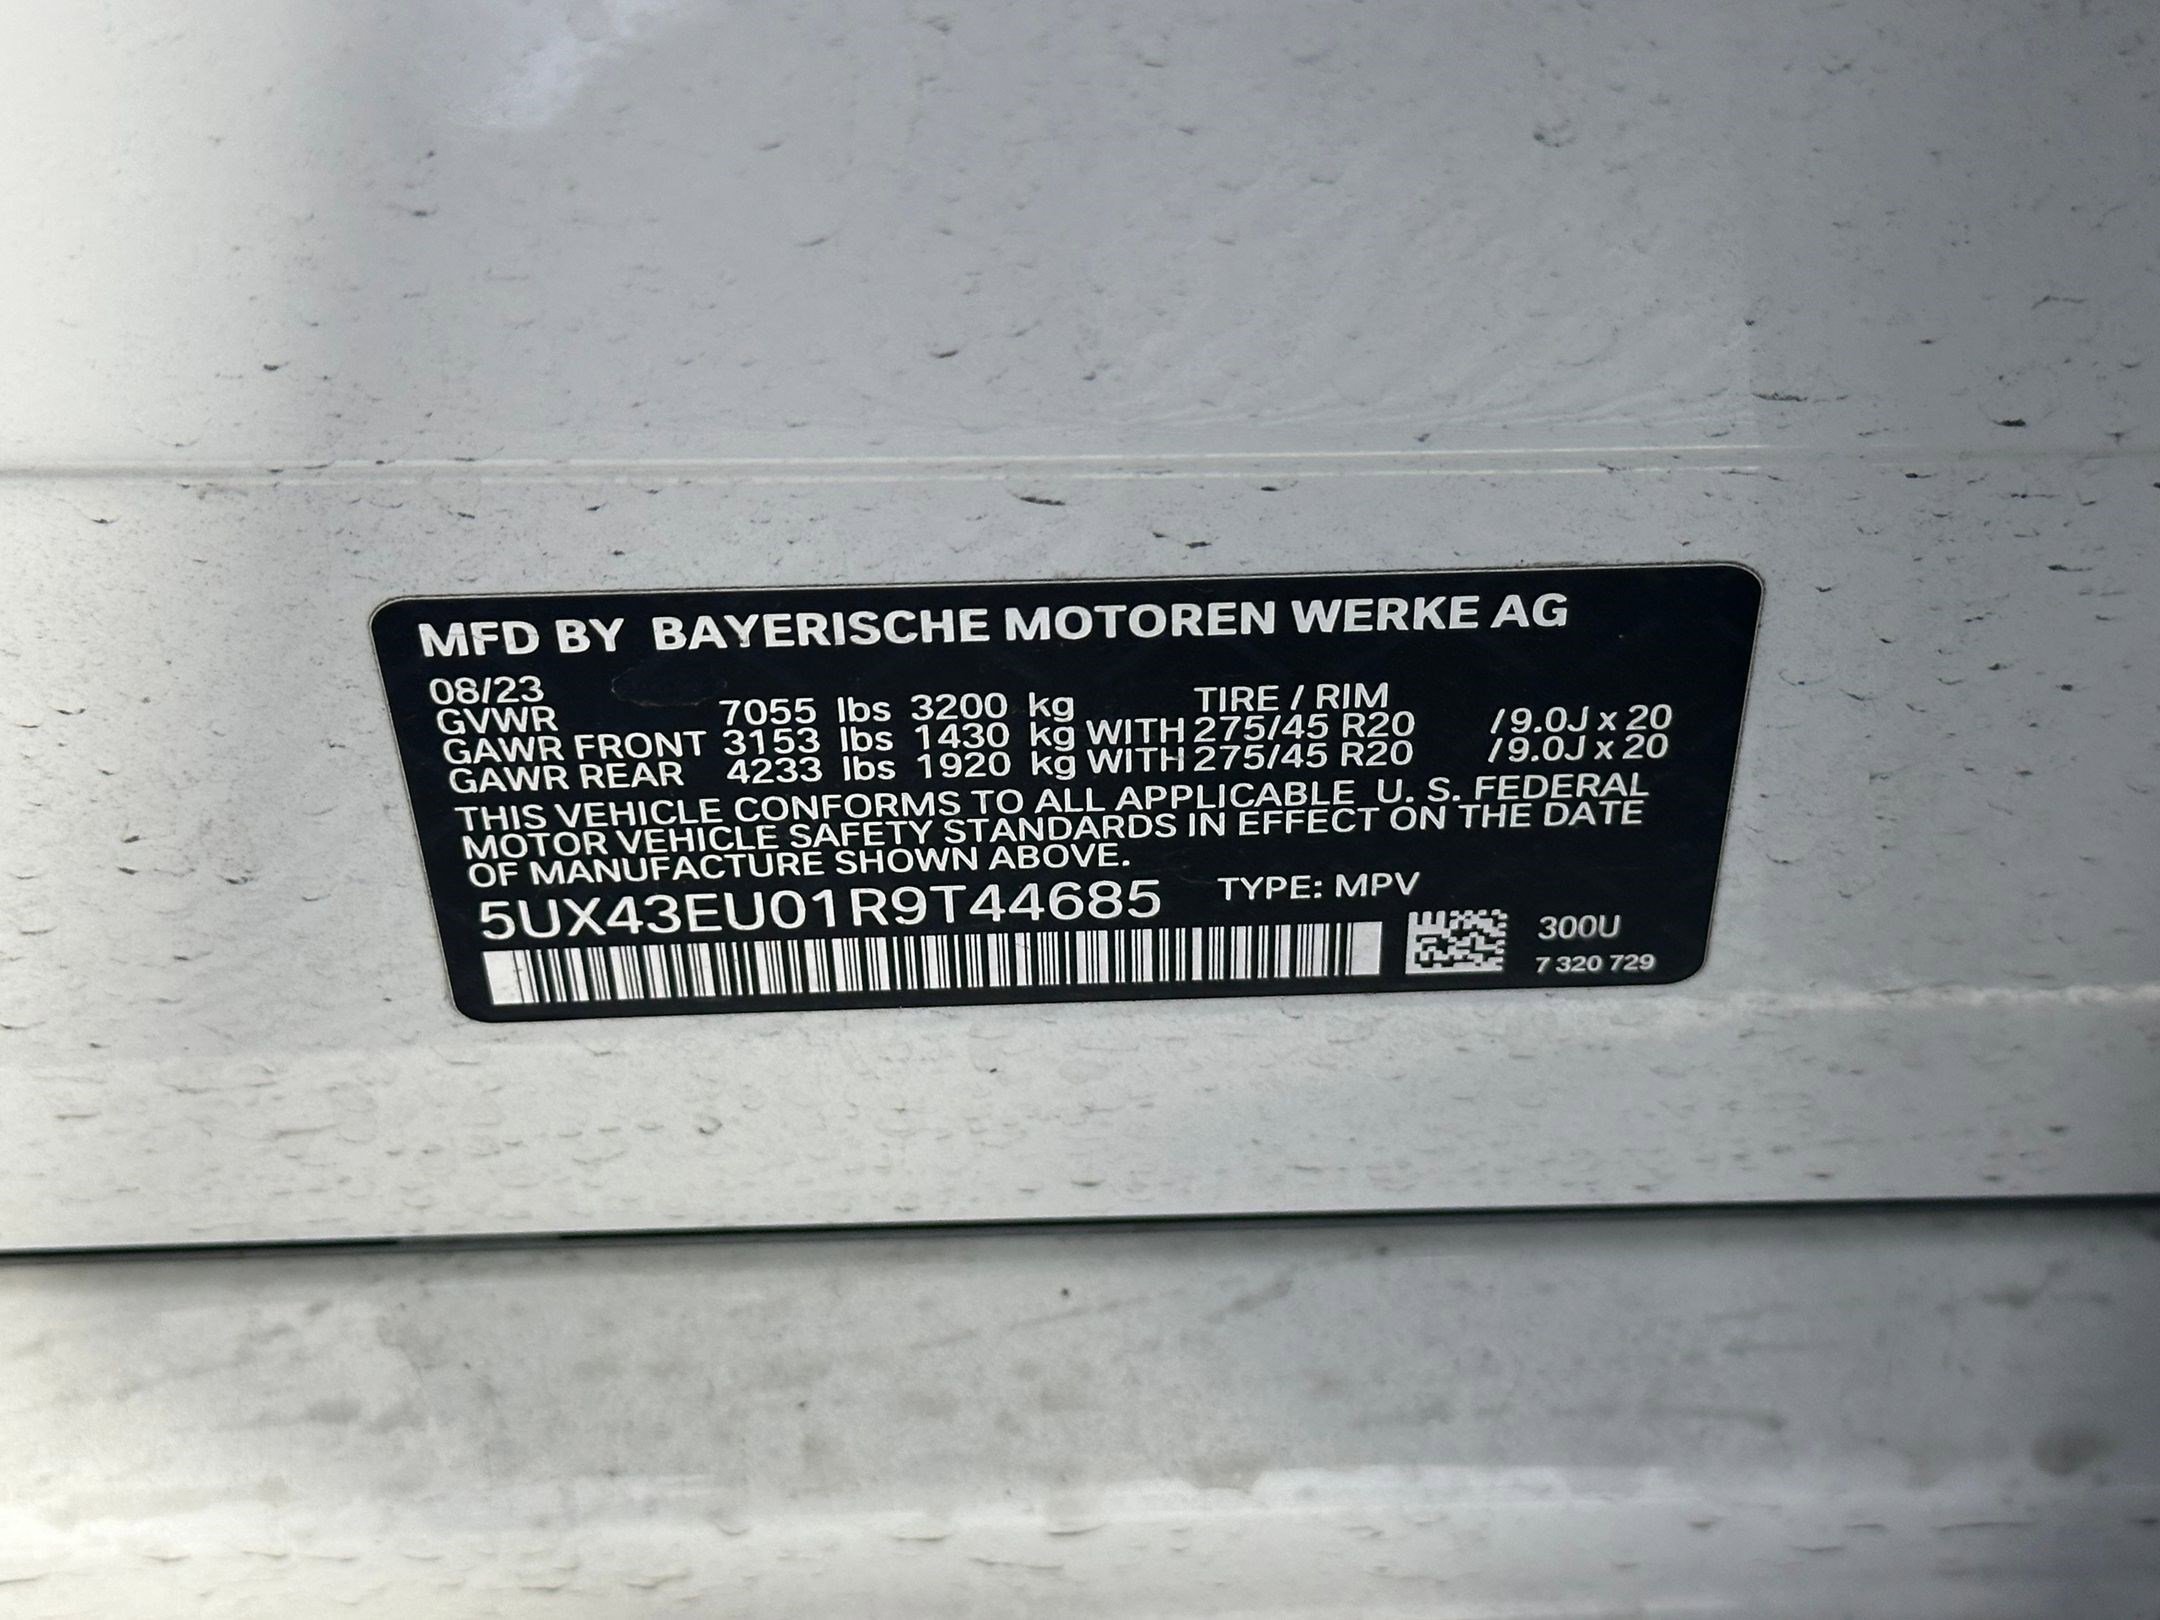 MFD BY BAYERISCHE MOTOREN WERKE AG
08/23 TIRE / RIM
GVWR 7055 lbs 3200 kg
GAWR FRONT 3153 lbs 1430 kg WITH 275/45 R20 /9.0J x 20
GAWR REAR 4233 lbs 1920 kg WITH 275/45 R20 /9.0J x 20
THIS VEHICLE CONFORMS TO ALL APPLICABLE U. S. FEDERAL
MOTOR VEHICLE SAFETY STANDARDS IN EFFECT ON THE DATE
OF MANUFACTURE SHOWN ABOVE.
5UX43EU01R9T44685 TYPE: MPV
300U
7 320 729